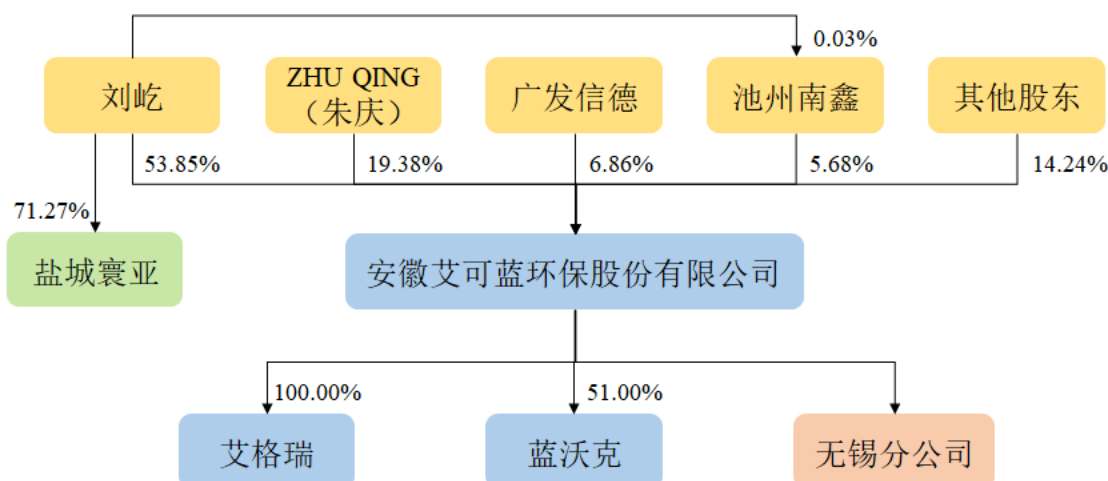 0.03%
刘屹
ZHU QING
（朱庆）
广发信德
池州南鑫
其他股东
53.85%
19.38%
6.86%
5.68%
14.24%
71.27%
盐城寰亚
安徽艾可蓝环保股份有限公司
100.00%
51.00%
艾格瑞
蓝沃克
无锡分公司